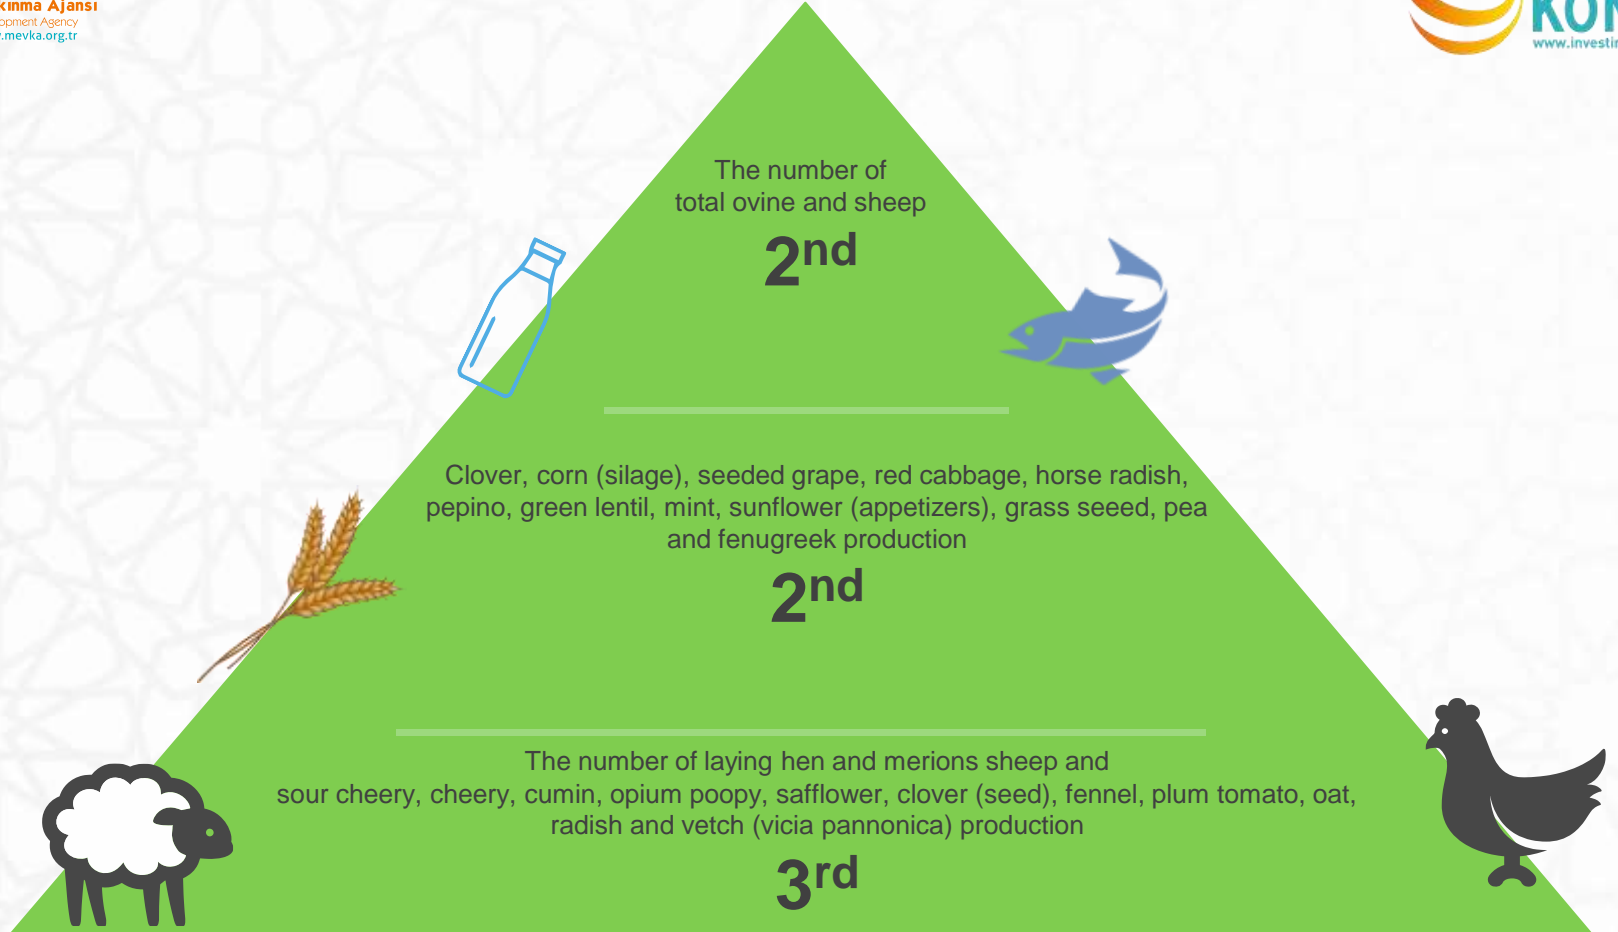 kınma Ajansı
opment Agency
.mevka.org.tr
KON
www.investin
The number of
total ovine and sheep
2nd
Clover, corn (silage), seeded grape, red cabbage, horse radish,
pepino, green lentil, mint, sunflower (appetizers), grass seeed, pea
and fenugreek production
2nd
The number of laying hen and merions sheep and
sour cheery, cheery, cumin, opium poopy, safflower, clover (seed), fennel, plum tomato, oat,
radish and vetch (vicia pannonica) production
3rd